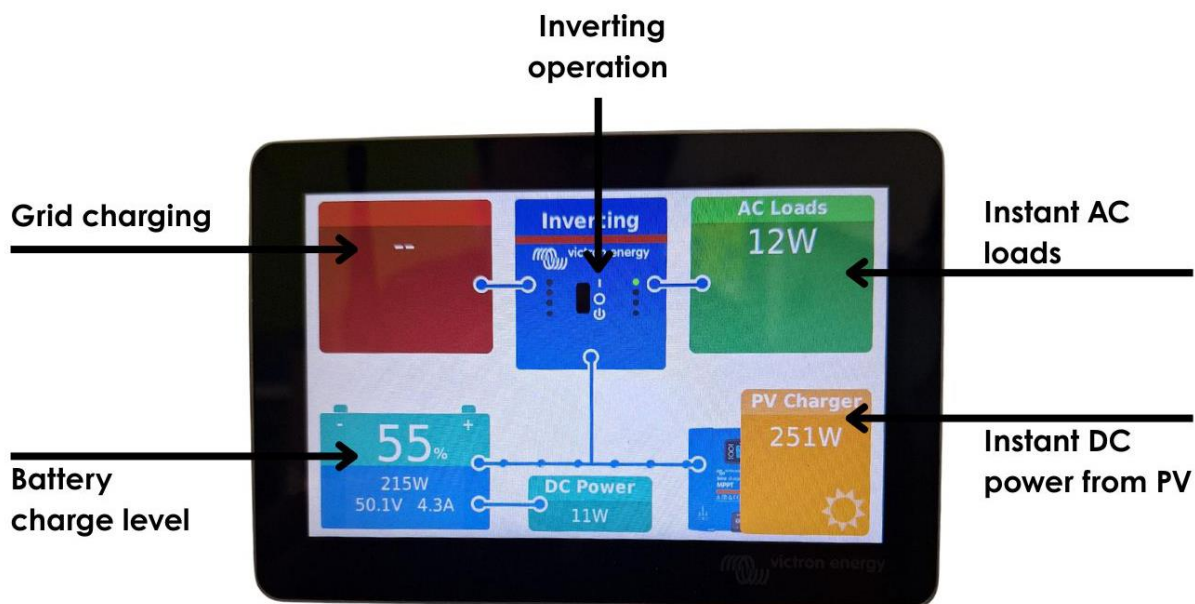 Inverting
operation
Grid charging
Instant AC
loads
Battery
charge level
Instant DC
power from PV
--
Inverting
victron energy
AC Loads
12W
- +
55%
215W
50.1V 4.3A
DC Power
11W
PV Charger
251W
MPPT
victron energy